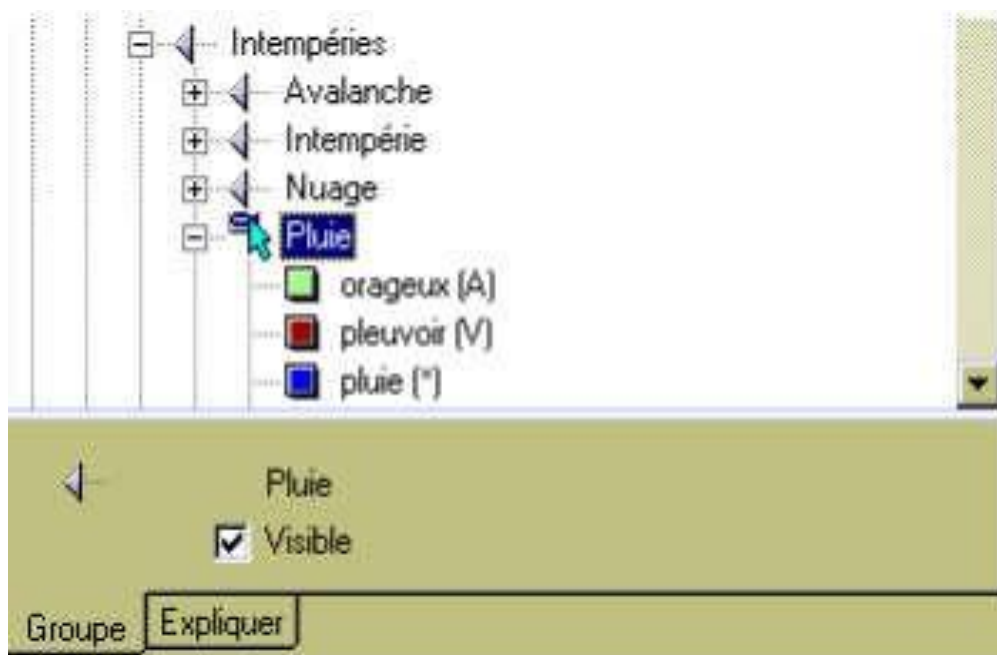 Intempéries
Avalanche
Intempérie
Nuage
Pluie
orageux (A)
pleuvoir (V)
pluie (*)
Pluie
Visible
Groupe Expliquer